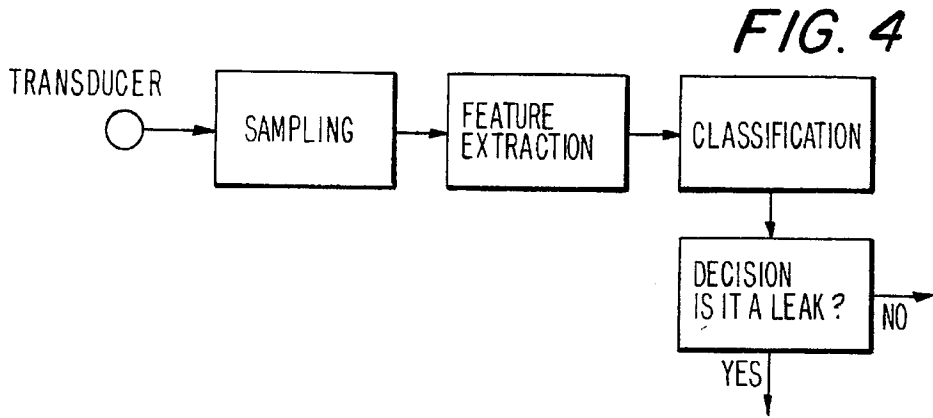 FIG. 4
TRANSDUCER
SAMPLING
FEATURE
EXTRACTION
CLASSIFICATION
DECISION
IS IT A LEAK ?
NO
YES